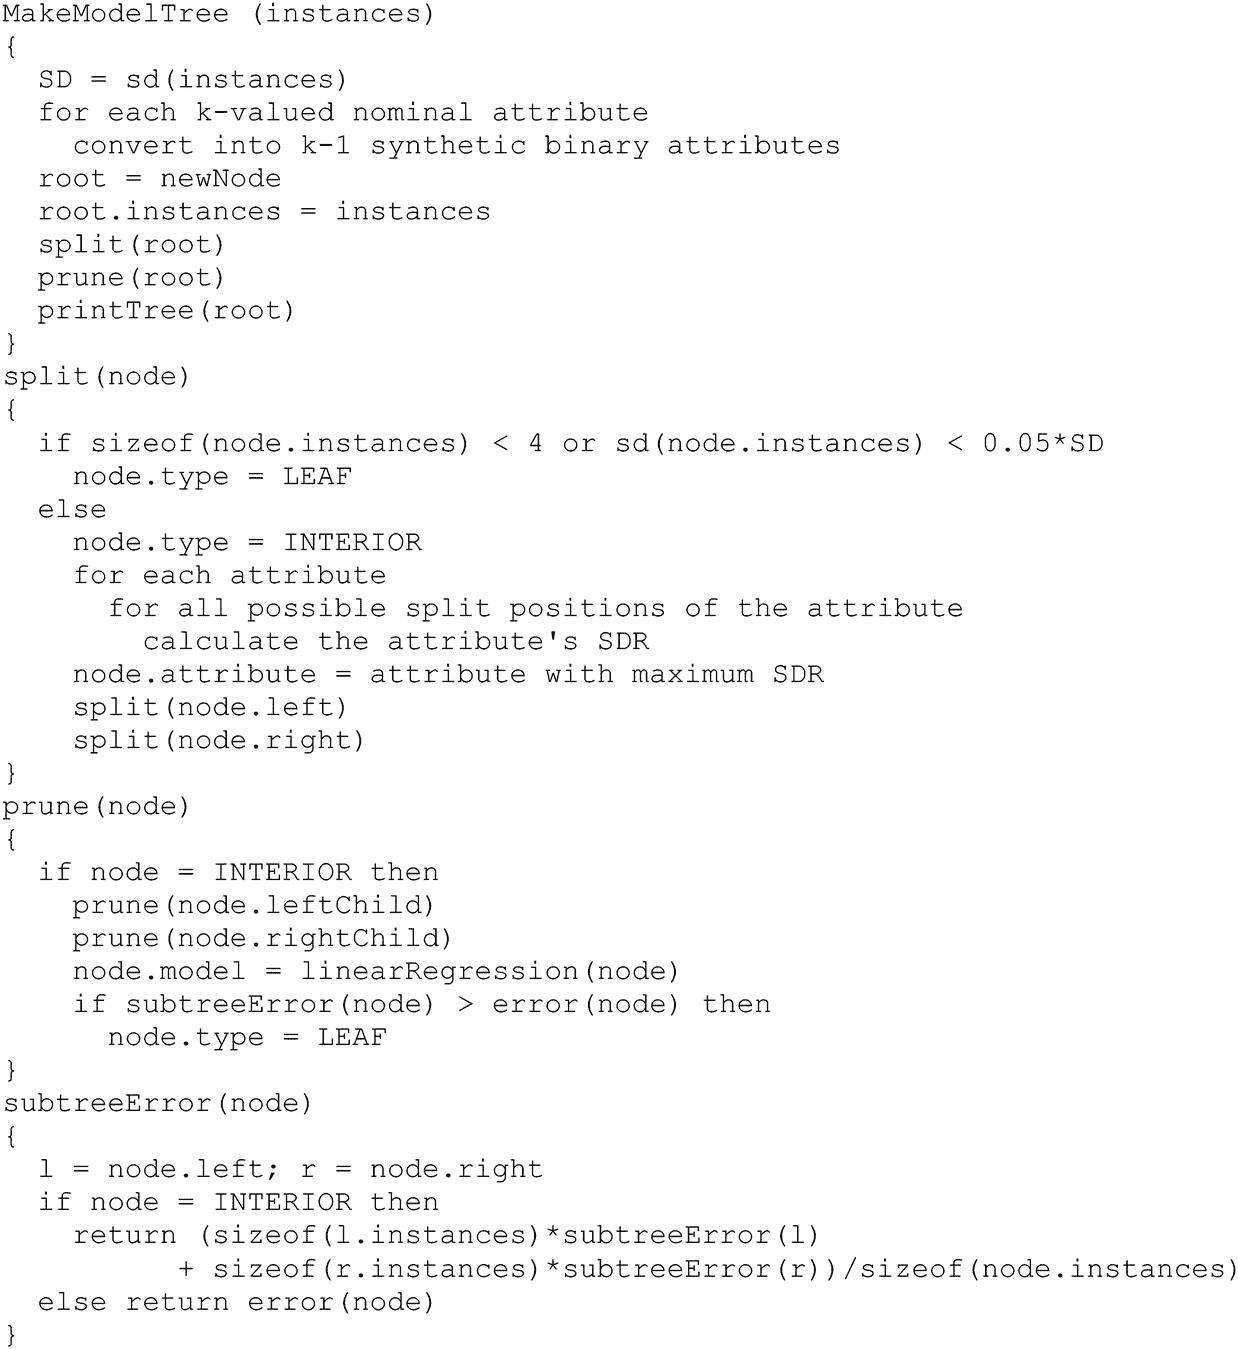 MakeModelTree (instances)
{
  SD = sd(instances)
  for each k-valued nominal attribute
    convert into k-1 synthetic binary attributes
  root = newNode
  root.instances = instances
  split(root)
  prune(root)
  printTree(root)
}
split(node)
{
  if sizeof(node.instances) < 4 or sd(node.instances) < 0.05*SD
    node.type = LEAF
  else
    node.type = INTERIOR
    for each attribute
      for all possible split positions of the attribute
        calculate the attribute's SDR
    node.attribute = attribute with maximum SDR
    split(node.left)
    split(node.right)
}
prune(node)
{
  if node = INTERIOR then
    prune(node.leftChild)
    prune(node.rightChild)
    node.model = linearRegression(node)
    if subtreeError(node) > error(node) then
      node.type = LEAF
}
subtreeError(node)
{
  l = node.left; r = node.right
  if node = INTERIOR then
    return (sizeof(l.instances)*subtreeError(l)
          + sizeof(r.instances)*subtreeError(r))/sizeof(node.instances)
  else return error(node)
}